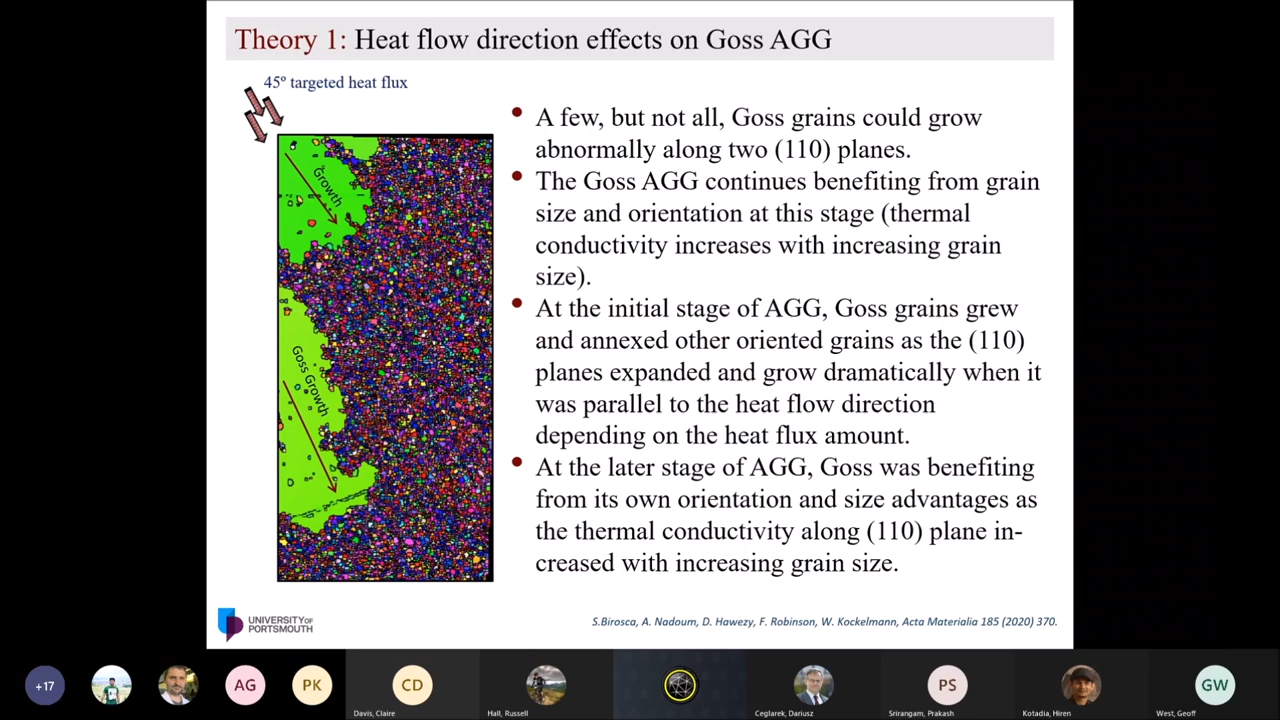 Theory 1: Heat flow direction effects on Goss AGG
45º targeted heat flux
Growth
Goss Growth
• A few, but not all, Goss grains could grow
abnormally along two (110) planes.
• The Goss AGG continues benefiting from grain
size and orientation at this stage (thermal
conductivity increases with increasing grain
size).
• At the initial stage of AGG, Goss grains grew
and annexed other oriented grains as the (110)
planes expanded and grow dramatically when it
was parallel to the heat flow direction
depending on the heat flux amount.
• At the later stage of AGG, Goss was benefiting
from its own orientation and size advantages as
the thermal conductivity along (110) plane in-
creased with increasing grain size.
UNIVERSITY OF
PORTSMOUTH
S.Birosca, A. Nadoum, D. Hawezy, F. Robinson, W. Kockelmann, Acta Materialia 185 (2020) 370.
+17
AG
PK
CD
PS
GW
Davis, Claire
Hall, Russell
Ceglarek, Dariusz
Srirangam, Prakash
Kotadia, Hiren
West, Geoff